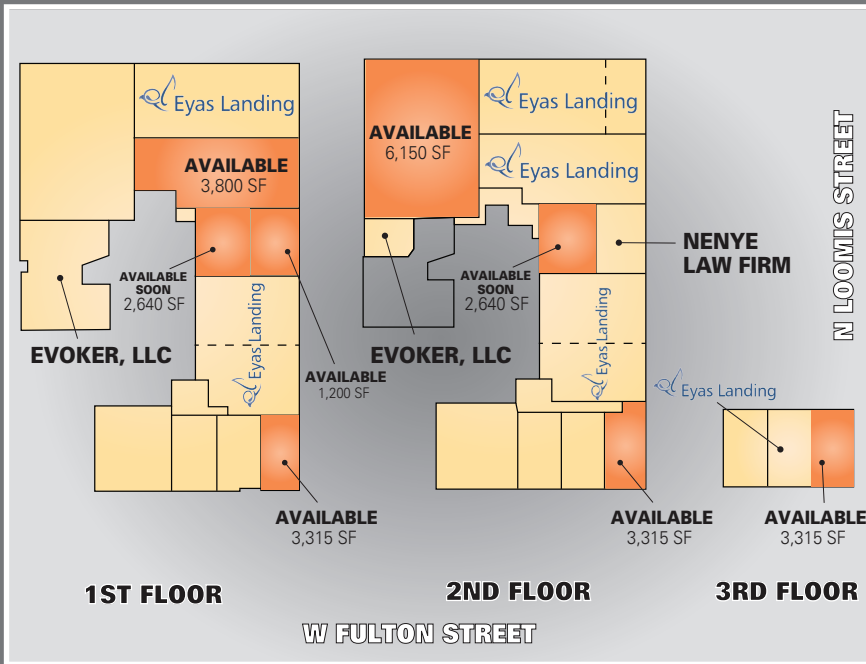 Eyas Landing
AVAILABLE
3,800 SF
AVAILABLE
SOON
2,640 SF
EVOKER, LLC
Eyas Landing
AVAILABLE
1,200 SF
AVAILABLE
3,315 SF
1ST FLOOR
Eyas Landing
AVAILABLE
6,150 SF
Eyas Landing
NENYE
LAW FIRM
AVAILABLE
SOON
2,640 SF
EVOKER, LLC
Eyas Landing
AVAILABLE
3,315 SF
2ND FLOOR
N LOOMIS STREET
Eyas Landing
AVAILABLE
3,315 SF
3RD FLOOR
W FULTON STREET